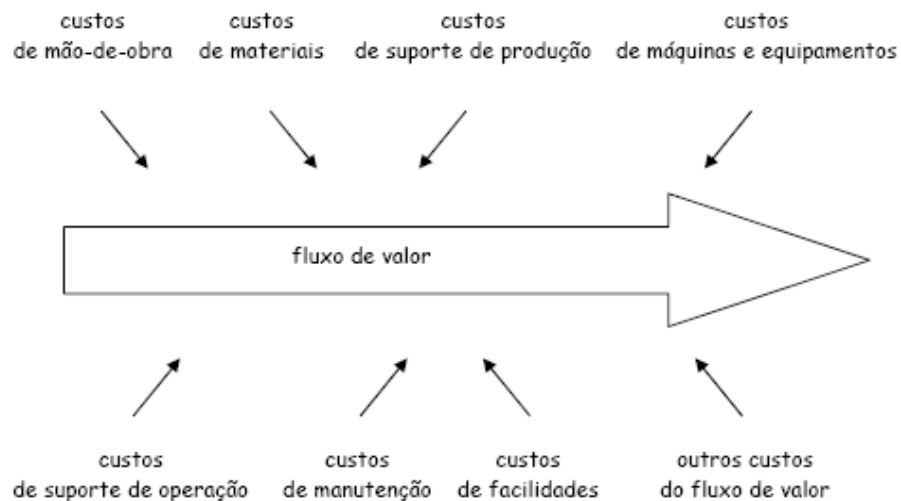 custos
de mão-de-obra
custos
de materiais
custos
de suporte de produção
custos
de máquinas e equipamentos
fluxo de valor
custos
de suporte de operação
custos
de manutenção
custos
de facilidades
outros custos
do fluxo de valor